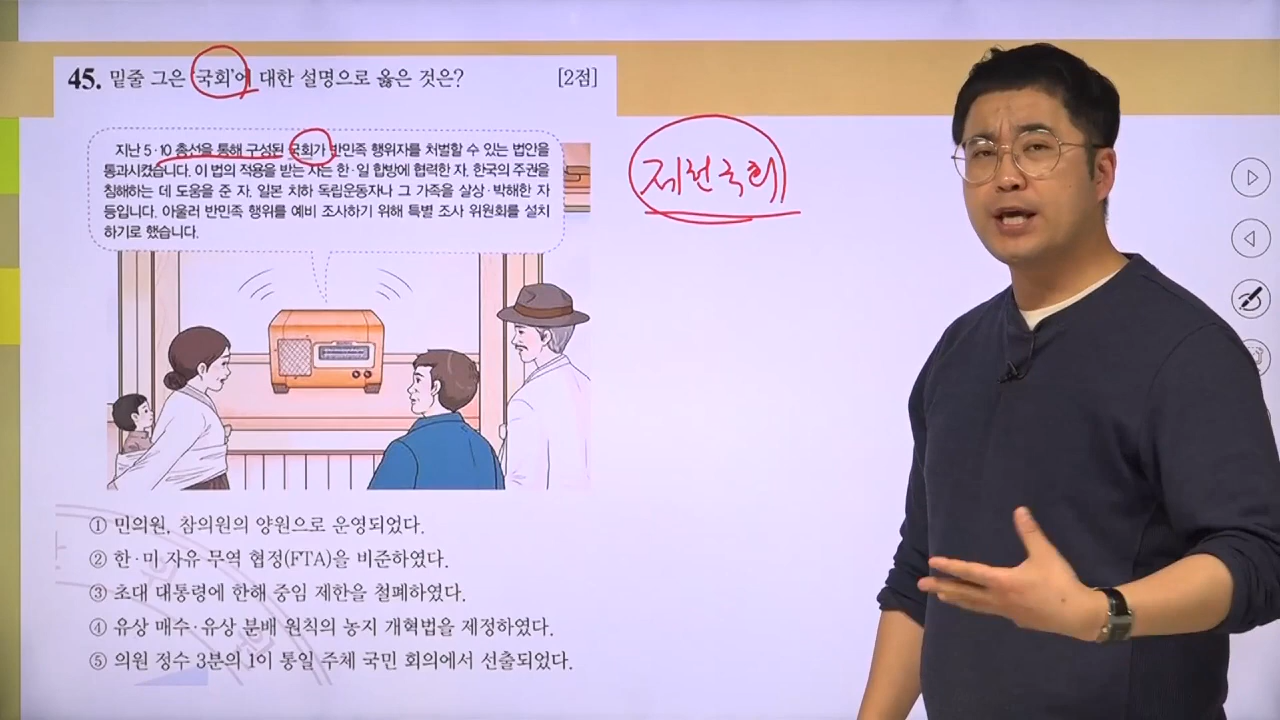 45. 밑줄 그은 '국회'에 대한 설명으로 옳은 것은? [2점]
지난 5·10 총선을 통해 구성된 국회가 반민족 행위자를 처벌할 수 있는 법안을
통과시켰습니다. 이 법의 적용을 받는 자는 한·일 합방에 협력한 자, 한국의 주권을
침해하는 데 도움을 준 자, 일본 치하 독립운동자나 그 가족을 살상·박해한 자
등입니다. 아울러 반민족 행위를 예비 조사하기 위해 특별 조사 위원회를 설치
하기로 했습니다.
제헌국회
① 민의원, 참의원의 양원으로 운영되었다.
② 한·미 자유 무역 협정(FTA)을 비준하였다.
③ 초대 대통령에 한해 중임 제한을 철폐하였다.
④ 유상 매수·유상 분배 원칙의 농지 개혁법을 제정하였다.
⑤ 의원 정수 3분의 1이 통일 주체 국민 회의에서 선출되었다.